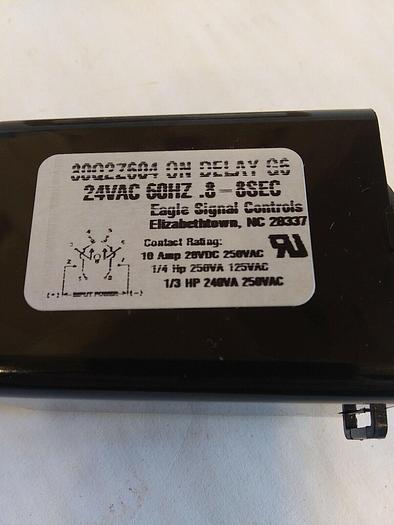 ON DELAY G6
24VAC 60HZ .8-8SEC
Eagle Signal Controls
Elizabethtown, NC 28337
Contact Rating:
10 Amp 28VDC 250VAC
1/4 Hp 250VA 125VAC
1/3 HP 240VA 250VAC
(+) INPUT POWER (-)